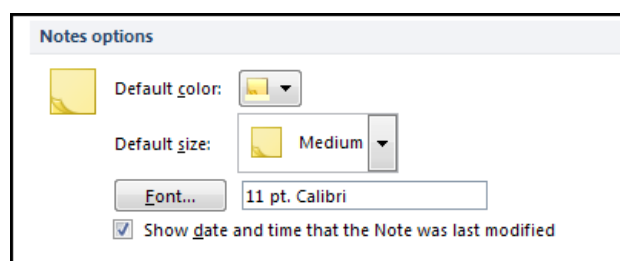 Notes options
Default color:
Default size: Medium
Font... 11 pt. Calibri
Show date and time that the Note was last modified